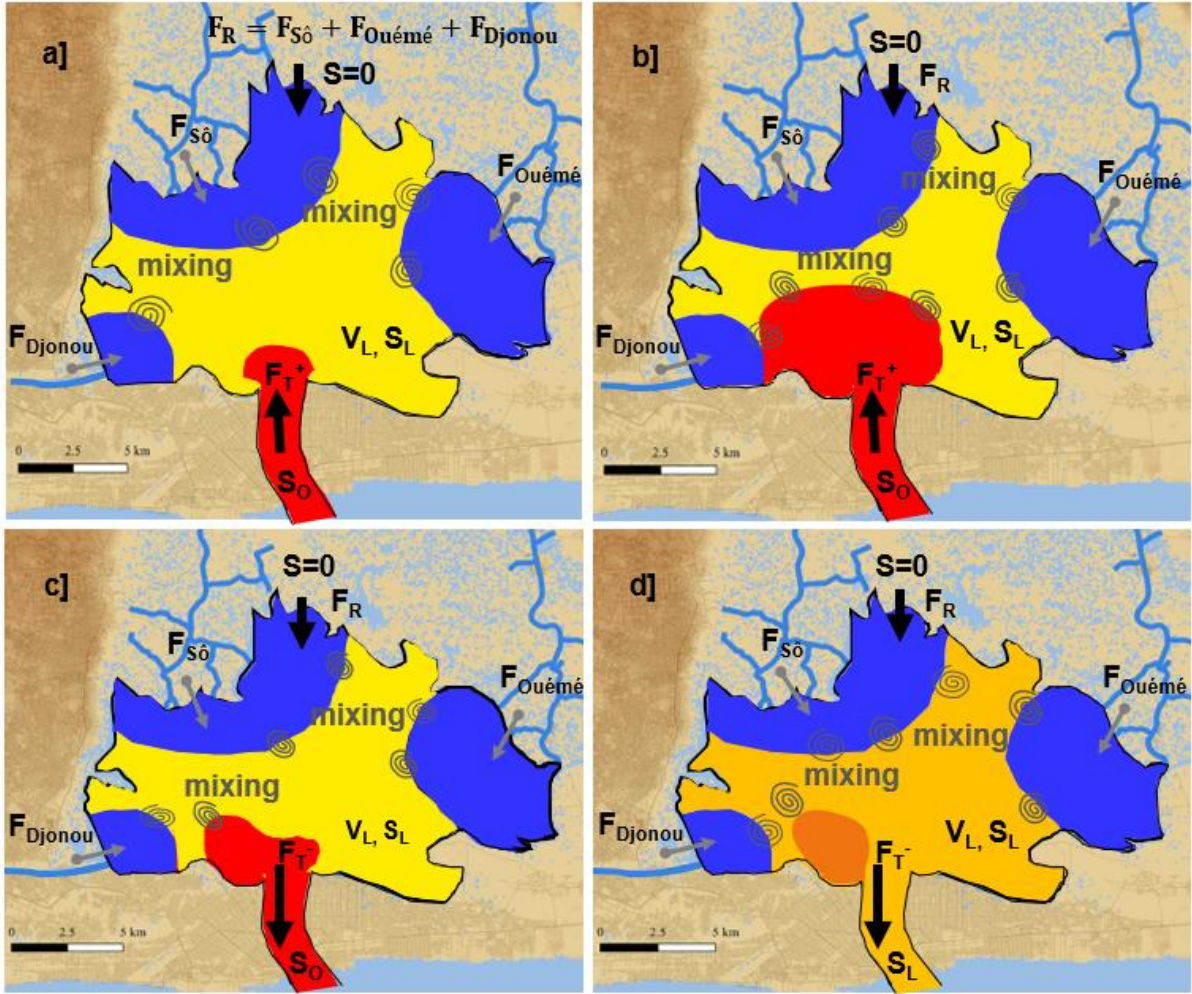 a]
F_R = F_Sô + F_Ouémé + F_Djonou
S=0
F_Sô
F_Ouémé
mixing
mixing
F_Djonou
V_L, S_L
F_T^+
0 2.5 5 km
S_O
b]
S=0
F_R
F_Sô
F_Ouémé
mixing
mixing
F_Djonou
V_L, S_L
F_T^+
0 2.5 5 km
S_O
c]
S=0
F_R
F_Sô
F_Ouémé
mixing
mixing
F_Djonou
V_L, S_L
F_T^-
0 2.5 5 km
S_O
d]
S=0
F_R
F_Sô
F_Ouémé
mixing
mixing
F_Djonou
V_L, S_L
F_T^-
0 2.5 5 km
S_L